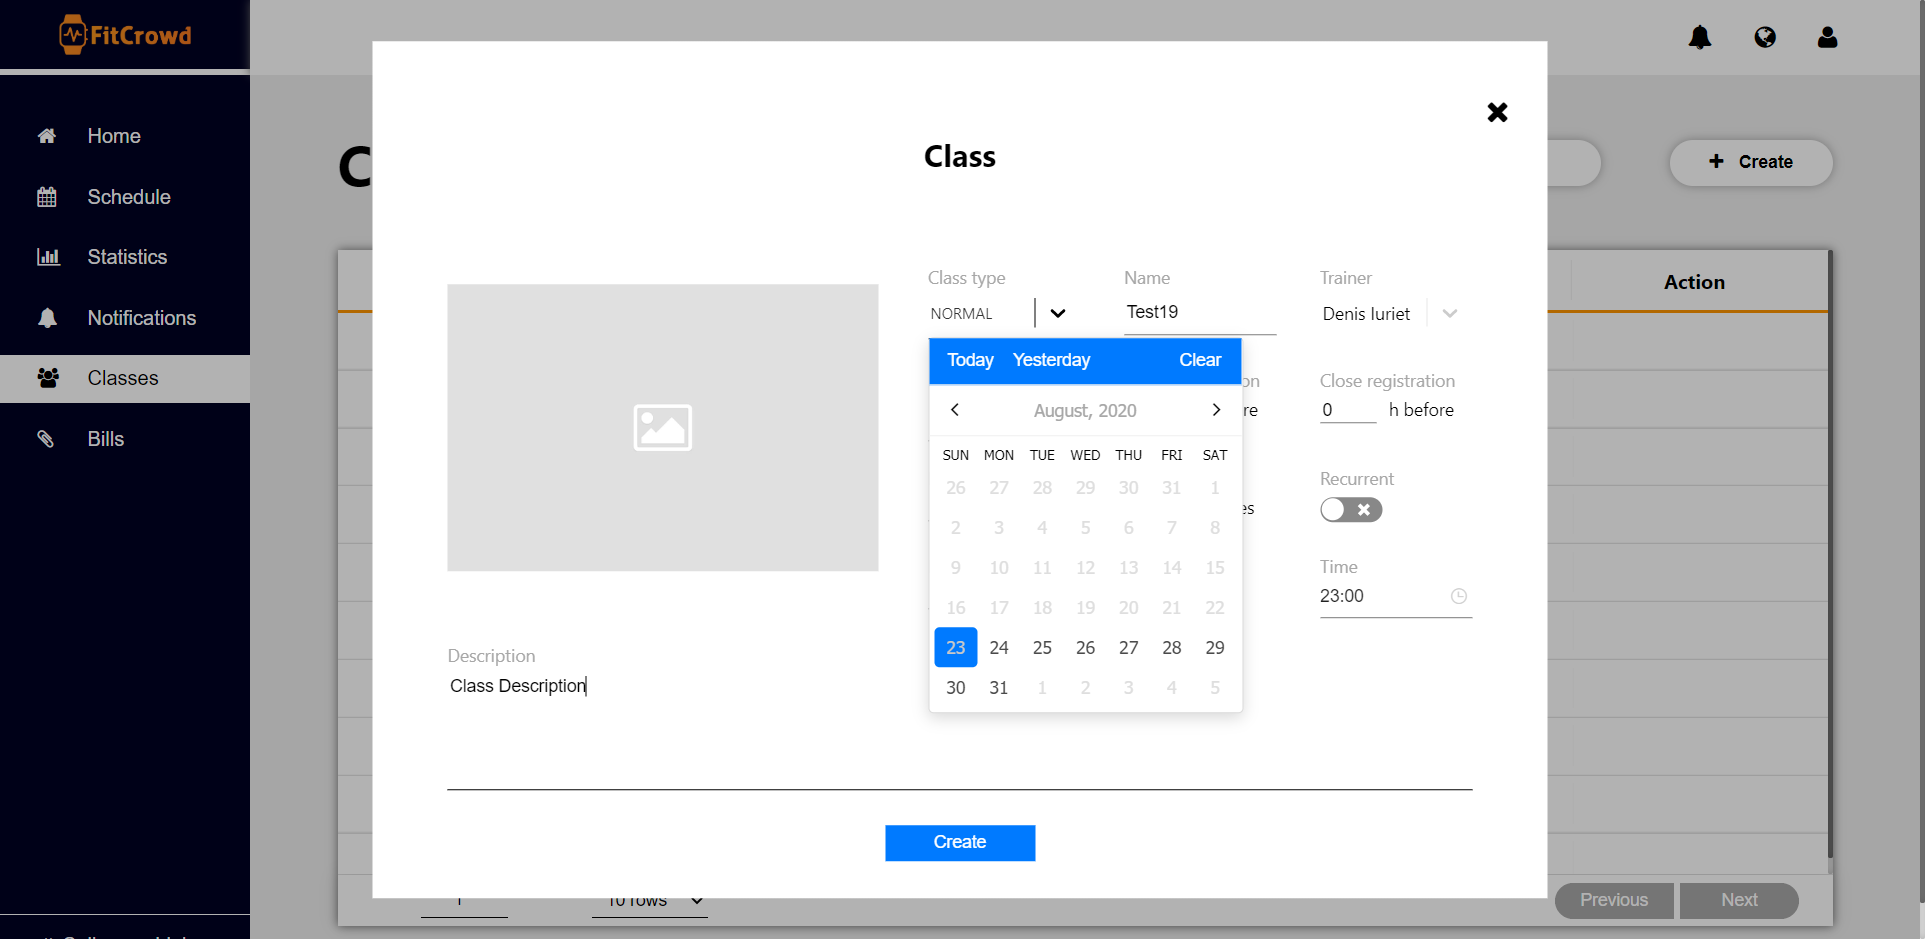 FitCrowd
Home
Schedule
Statistics
Notifications
Classes
Bills
C
Create
Action
Class
Class type
Name
Trainer
NORMAL
Test19
Denis Iuriet
Today Yesterday Clear
on
Close registration
re
0 h before
August, 2020
SUN MON TUE WED THU FRI SAT
26 27 28 29 30 31 1
2 3 4 5 6 7 8
9 10 11 12 13 14 15
16 17 18 19 20 21 22
23 24 25 26 27 28 29
30 31 1 2 3 4 5
Recurrent
es
Time
23:00
Description
Class Description
Create
1
10 rows
Previous
Next